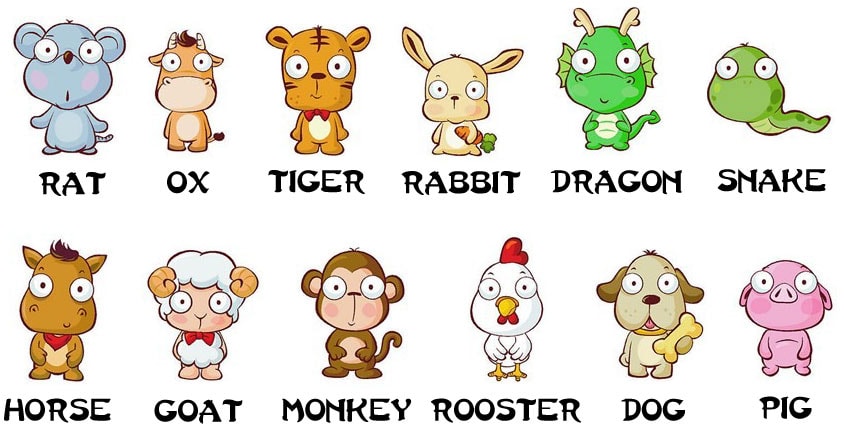 RAT OX TIGER RABBIT DRAGON SNAKE
HORSE GOAT MONKEY ROOSTER DOG PIG